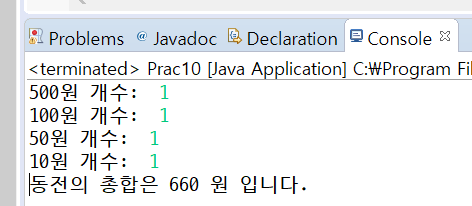 Problems @ Javadoc Declaration Console
<terminated> Prac10 [Java Application] C:₩Program Fil
500원 개수: 1
100원 개수: 1
50원 개수: 1
10원 개수: 1
동전의 총합은 660 원 입니다.